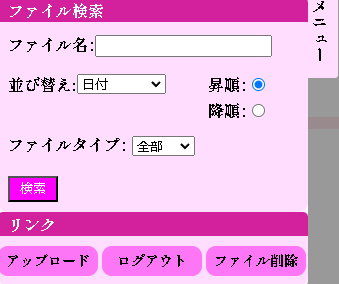 ファイル検索
メニュー
ファイル名:
並び替え: 日付 昇順:
降順:
ファイルタイプ: 全部
検索
リンク
アップロード ログアウト ファイル削除